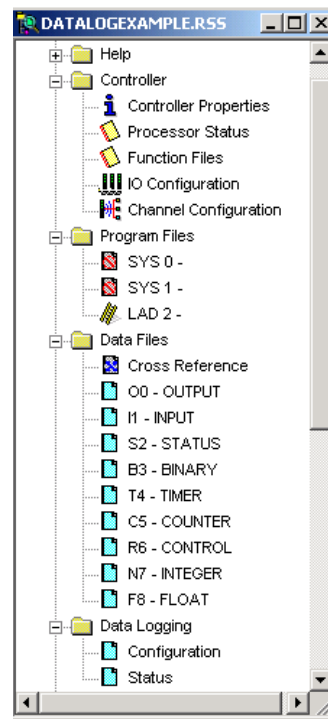 DATALOGEXAMPLE.RSS
Help
Controller
Controller Properties
Processor Status
Function Files
IO Configuration
Channel Configuration
Program Files
SYS 0 -
SYS 1 -
LAD 2 -
Data Files
Cross Reference
O0 - OUTPUT
I1 - INPUT
S2 - STATUS
B3 - BINARY
T4 - TIMER
C5 - COUNTER
R6 - CONTROL
N7 - INTEGER
F8 - FLOAT
Data Logging
Configuration
Status